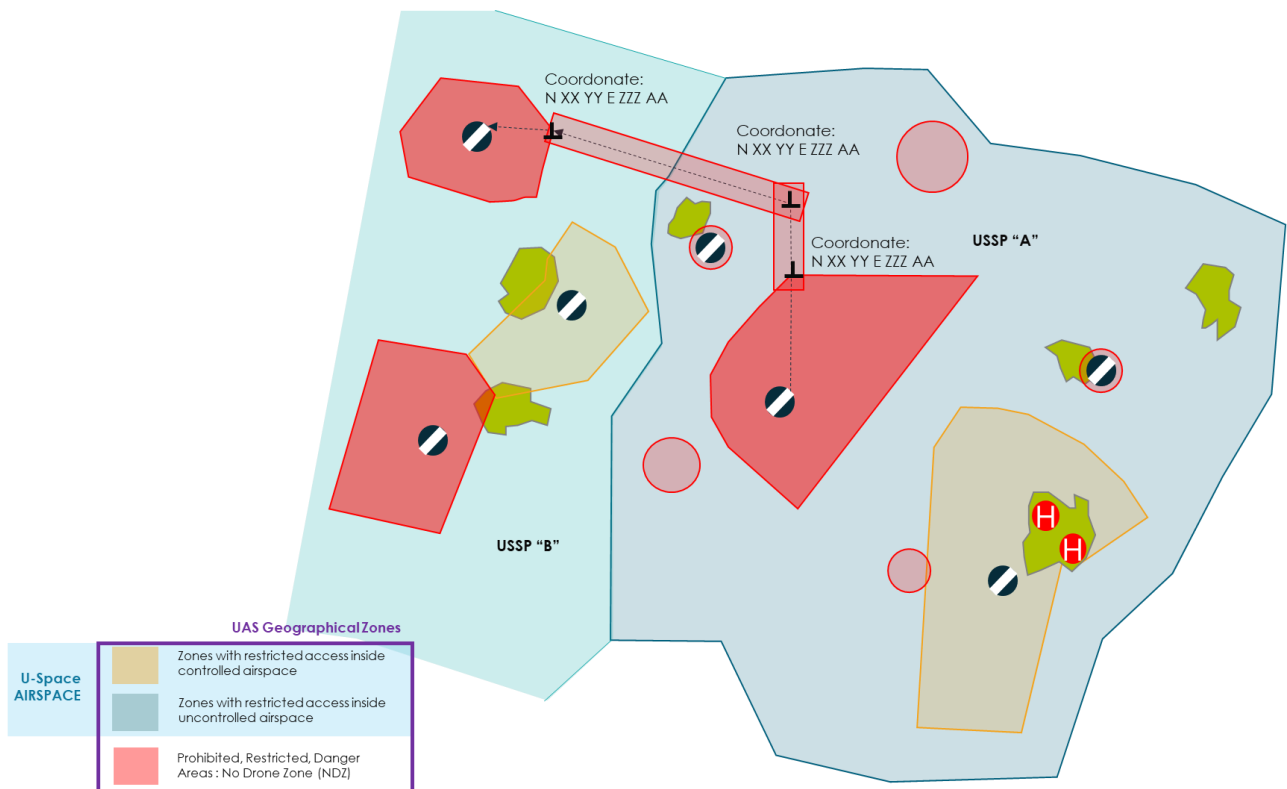 Coordonate:
N XX YY E ZZZ AA
Coordonate:
N XX YY E ZZZ AA
USSP “A”
Coordonate:
N XX YY E ZZZ AA
H
H
USSP “B”
UAS Geographical Zones
U-Space
AIRSPACE
Zones with restricted access inside
controlled airspace
Zones with restricted access inside
uncontrolled airspace
Prohibited, Restricted, Danger
Areas : No Drone Zone (NDZ)